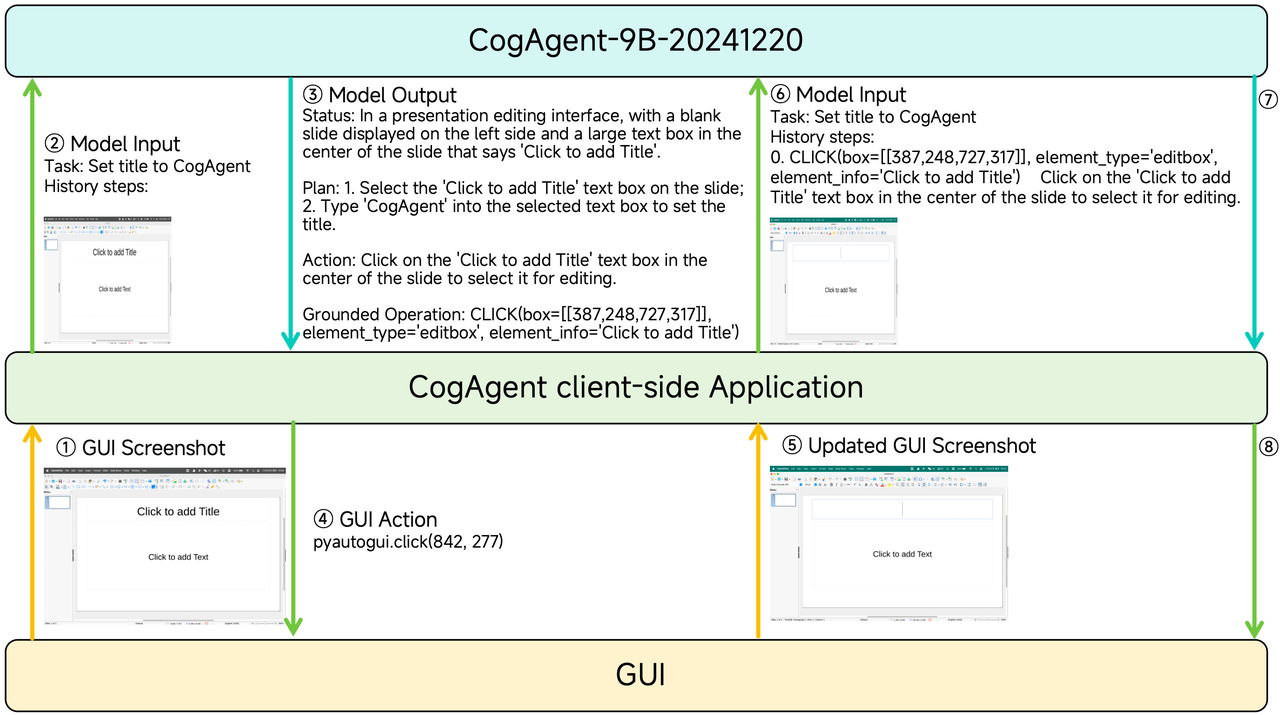 CogAgent-9B-20241220
② Model Input
Task: Set title to CogAgent
History steps:
Click to add Title
Click to add Text
③ Model Output
Status: In a presentation editing interface, with a blank
slide displayed on the left side and a large text box in the
center of the slide that says 'Click to add Title'.
Plan: 1. Select the 'Click to add Title' text box on the slide;
2. Type 'CogAgent' into the selected text box to set the
title.
Action: Click on the 'Click to add Title' text box in the
center of the slide to select it for editing.
Grounded Operation: CLICK(box=[[387,248,727,317]],
element_type='editbox', element_info='Click to add Title')
⑥ Model Input
Task: Set title to CogAgent
History steps:
0. CLICK(box=[[387,248,727,317]], element_type='editbox',
element_info='Click to add Title')    Click on the 'Click to add
Title' text box in the center of the slide to select it for editing.
Click to add Text
⑦
CogAgent client-side Application
① GUI Screenshot
Click to add Title
Click to add Text
④ GUI Action
pyautogui.click(842, 277)
⑤ Updated GUI Screenshot
Click to add Text
⑧
GUI